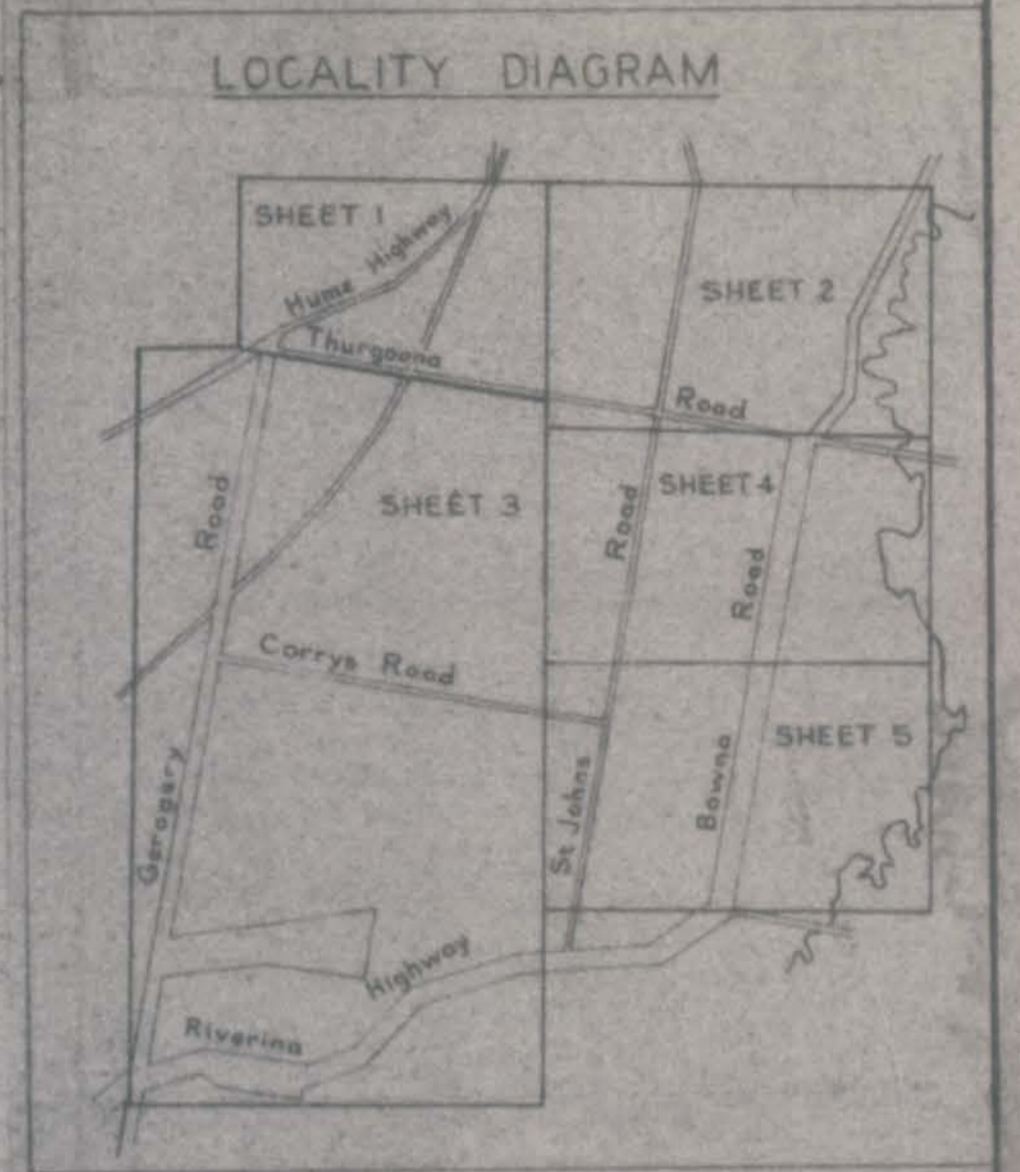 LOCALITY DIAGRAM
SHEET 1
Hume Highway
SHEET 2
Thurgoona Road
SHEET 3
SHEET 4
Gerogery Road
St Johns Road
Bowna Road
Corrys Road
SHEET 5
Riverina Highway